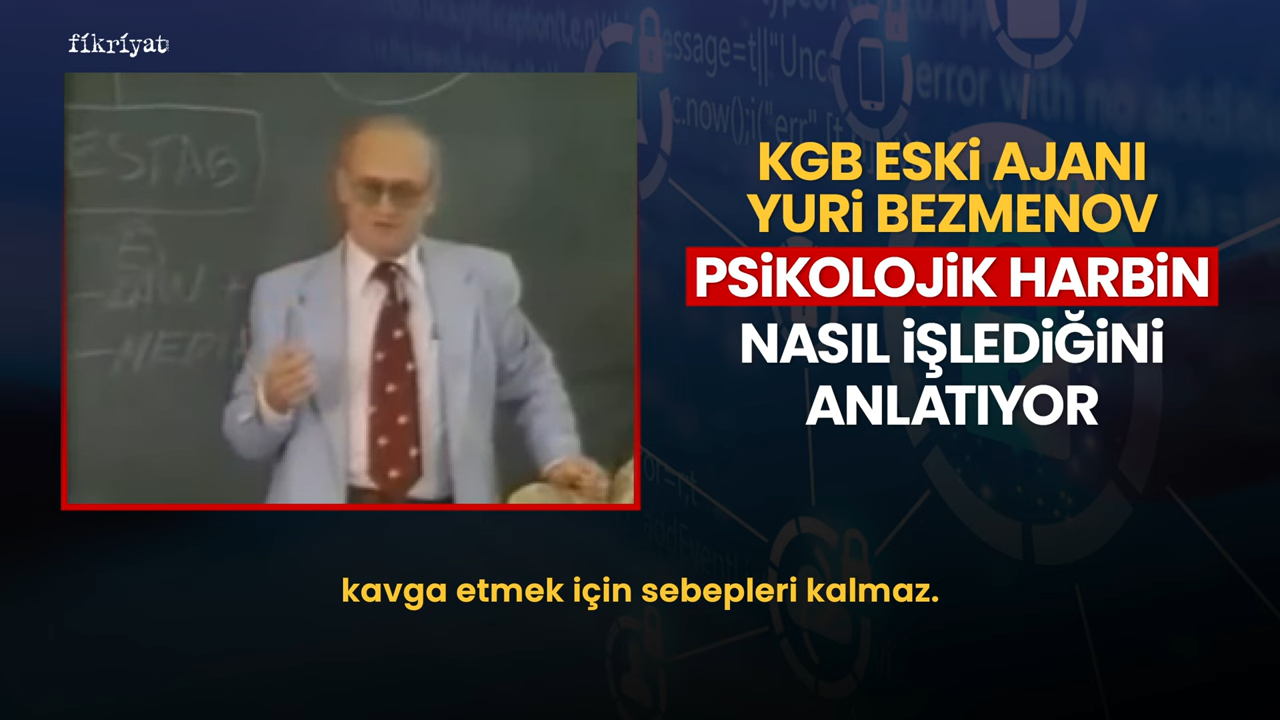 fikriyat
ESTAB
KGB ESKİ AJANI
YURİ BEZMENOV
PSİKOLOJİK HARBİN
NASIL İŞLEDİĞİNİ
ANLATIYOR
kavga etmek için sebepleri kalmaz.